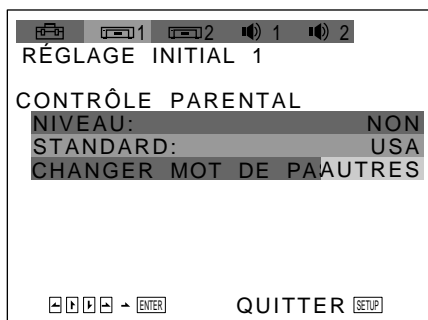 1 2 1 2
RÉGLAGE INITIAL 1
CONTRÔLE PARENTAL
NIVEAU: NON
STANDARD: USA
CHANGER MOT DE PA AUTRES
ENTER QUITTER SETUP